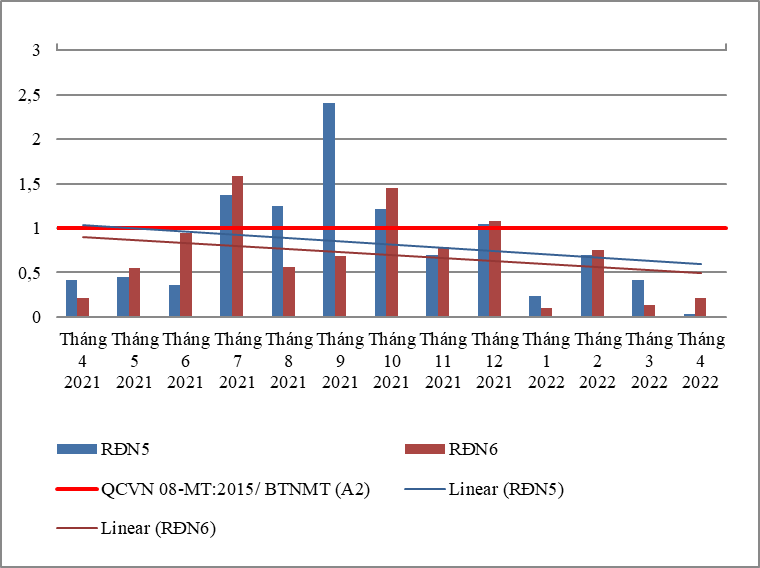 3
2,5
2
1,5
1
0,5
0
Tháng Tháng Tháng Tháng Tháng Tháng Tháng Tháng Tháng Tháng Tháng Tháng Tháng
4 5 6 7 8 9 10 11 12 1 2 3 4
2021 2021 2021 2021 2021 2021 2021 2021 2021 2022 2022 2022 2022
RĐN5 RĐN6
QCVN 08-MT:2015/ BTNMT (A2) Linear (RĐN5)
Linear (RĐN6)